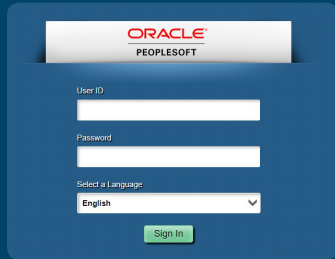 ORACLE®
PEOPLESOFT
User ID
Password
Select a Language
English
Sign In